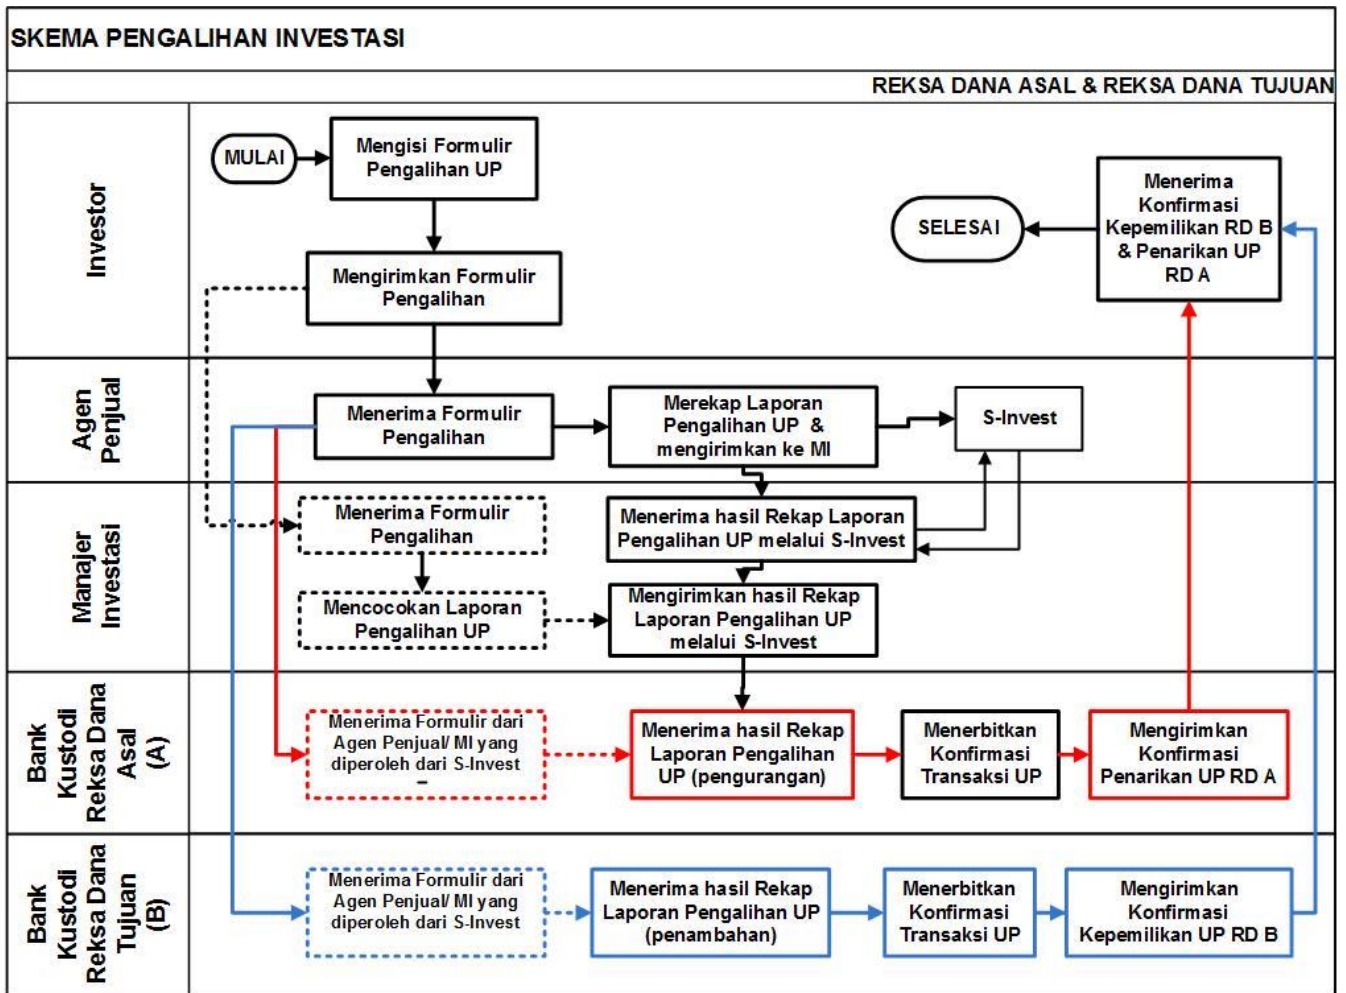 SKEMA PENGALIHAN INVESTASI
REKSA DANA ASAL & REKSA DANA TUJUAN
Investor
MULAI
Mengisi Formulir
Pengalihan UP
Mengirimkan Formulir
Pengalihan
SELESAI
Menerima
Konfirmasi
Kepemilikan RD B
& Penarikan UP
RD A
Agen
Penjual
Menerima Formulir
Pengalihan
Merekap Laporan
Pengalihan UP &
mengirimkan ke MI
S-Invest
Manajer
Investasi
Menerima Formulir
Pengalihan
Menerima hasil Rekap Laporan
Pengalihan UP melalui S-Invest
Mencocokan Laporan
Pengalihan UP
Mengirimkan hasil Rekap
Laporan Pengalihan UP
melalui S-Invest
Bank
Kustodi
Reksa Dana
Asal
(A)
Menerima Formulir dari
Agen Penjual/ MI yang
diperoleh dari S-Invest
–
Menerima hasil Rekap
Laporan Pengalihan
UP (pengurangan)
Menerbitkan
Konfirmasi
Transaksi UP
Mengirimkan
Konfirmasi
Penarikan UP RD A
Bank
Kustodi
Reksa Dana
Tujuan
(B)
Menerima Formulir dari
Agen Penjual/ MI yang
diperoleh dari S-Invest
Menerima hasil Rekap
Laporan Pengalihan UP
(penambahan)
Menerbitkan
Konfirmasi
Transaksi UP
Mengirimkan
Konfirmasi
Kepemilikan UP RD B